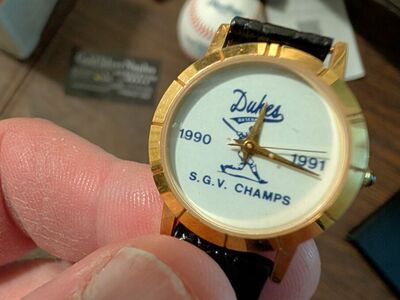 Dukes
BASEBALL
1990
1991
S.G.V. CHAMPS